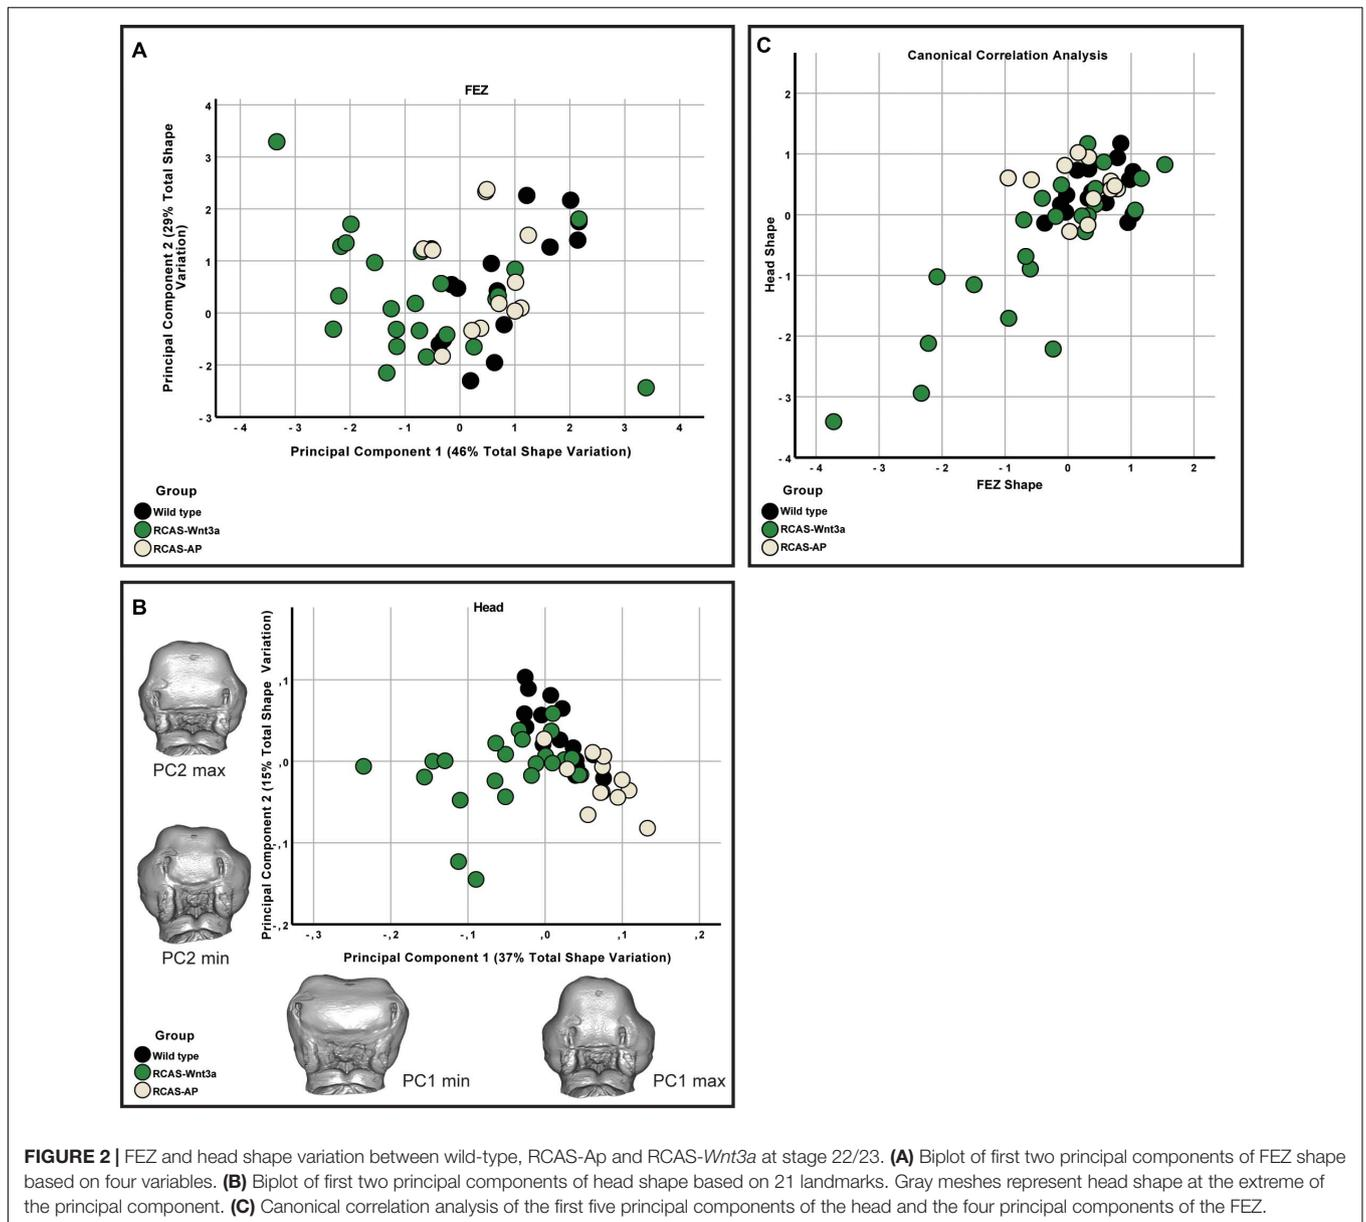 A
FEZ
Principal Component 2 (29% Total Shape
Variation)
4
3
2
1
0
- 2
- 3
- 4
- 3
- 2
- 1
0
1
2
3
4
Principal Component 1 (46% Total Shape Variation)
Group
Wild type
RCAS-Wnt3a
RCAS-AP
C
Canonical Correlation Analysis
Head Shape
2
1
0
- 1
- 2
- 3
- 4
- 4
- 3
- 2
- 1
0
1
2
FEZ Shape
Group
Wild type
RCAS-Wnt3a
RCAS-AP
B
Head
PC2 max
PC2 min
Principal Component 2 (15% Total Shape Variation)
,1
,0
-,1
-,2
-,3
-,2
-,1
,0
,1
,2
Principal Component 1 (37% Total Shape Variation)
PC1 min
PC1 max
Group
Wild type
RCAS-Wnt3a
RCAS-AP
FIGURE 2 | FEZ and head shape variation between wild-type, RCAS-Ap and RCAS-Wnt3a at stage 22/23. (A) Biplot of first two principal components of FEZ shape
based on four variables. (B) Biplot of first two principal components of head shape based on 21 landmarks. Gray meshes represent head shape at the extreme of
the principal component. (C) Canonical correlation analysis of the first five principal components of the head and the four principal components of the FEZ.